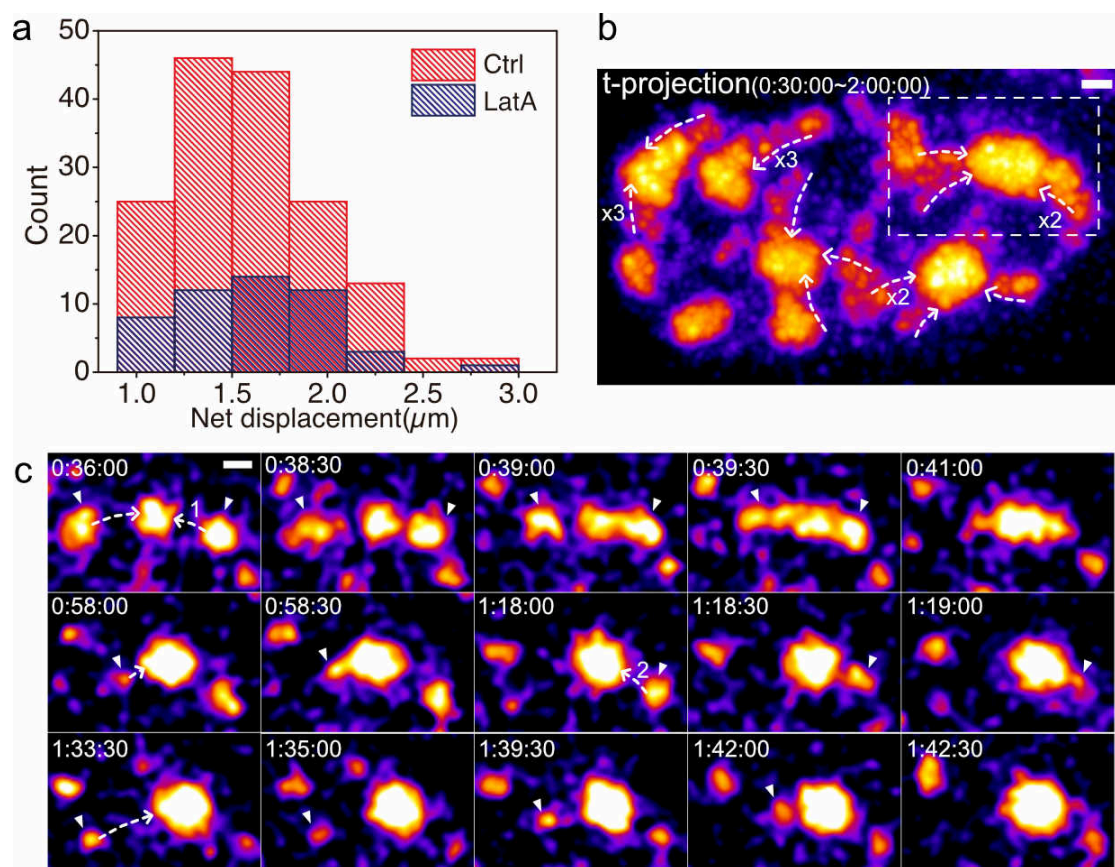 a
50
40
30
20
10
0
Count
1.0 1.5 2.0 2.5 3.0
Net displacement(μm)
Ctrl
LatA
b
t-projection(0:30:00~2:00:00)
x3
x3
x2
x2
c
0:36:00 0:38:30 0:39:00 0:39:30 0:41:00
1
0:58:00 0:58:30 1:18:00 1:18:30 1:19:00
2
1:33:30 1:35:00 1:39:30 1:42:00 1:42:30